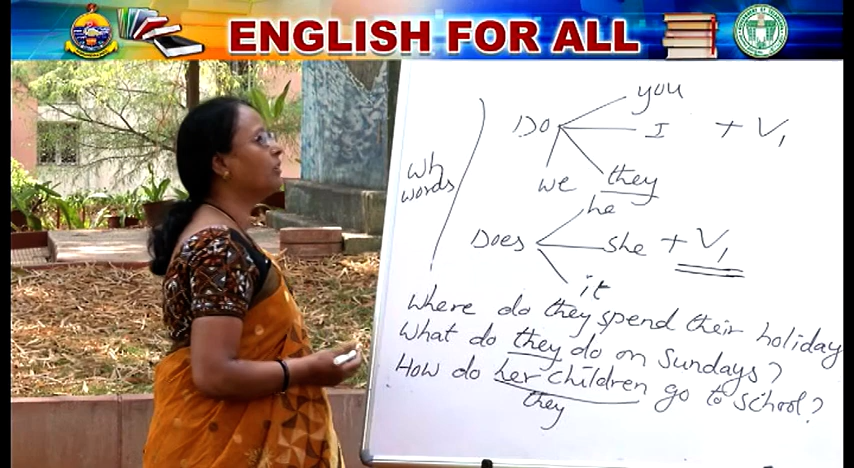 ENGLISH FOR ALL
you
Do I + V1
we they
wh words
he
Does she + V1
it
Where do they spend their holiday
What do they do on Sundays?
How do her children go to school?
they